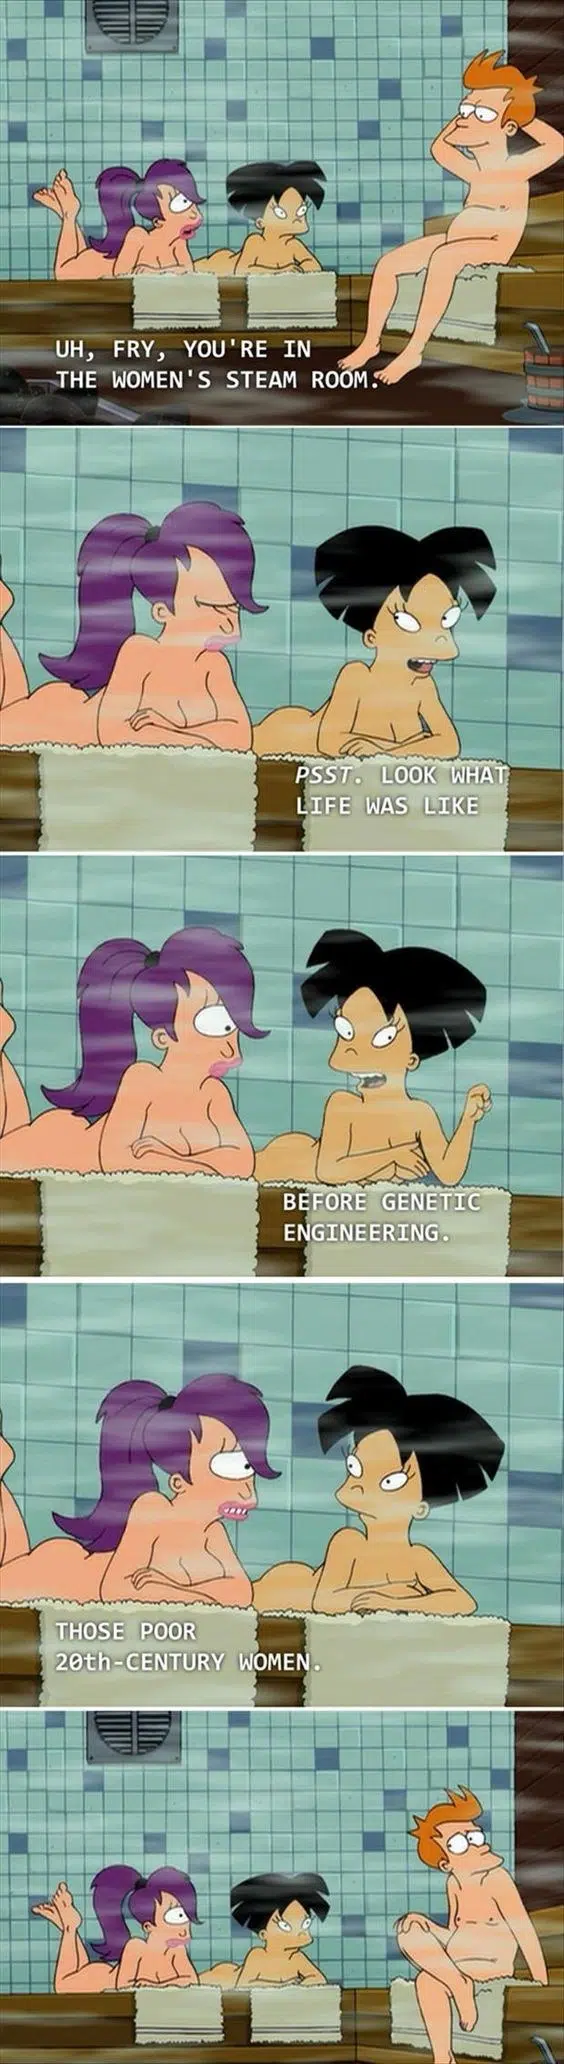 UH, FRY, YOU'RE IN
THE WOMEN'S STEAM ROOM.
PSST. LOOK WHAT
LIFE WAS LIKE
BEFORE GENETIC
ENGINEERING.
THOSE POOR
20th-CENTURY WOMEN.